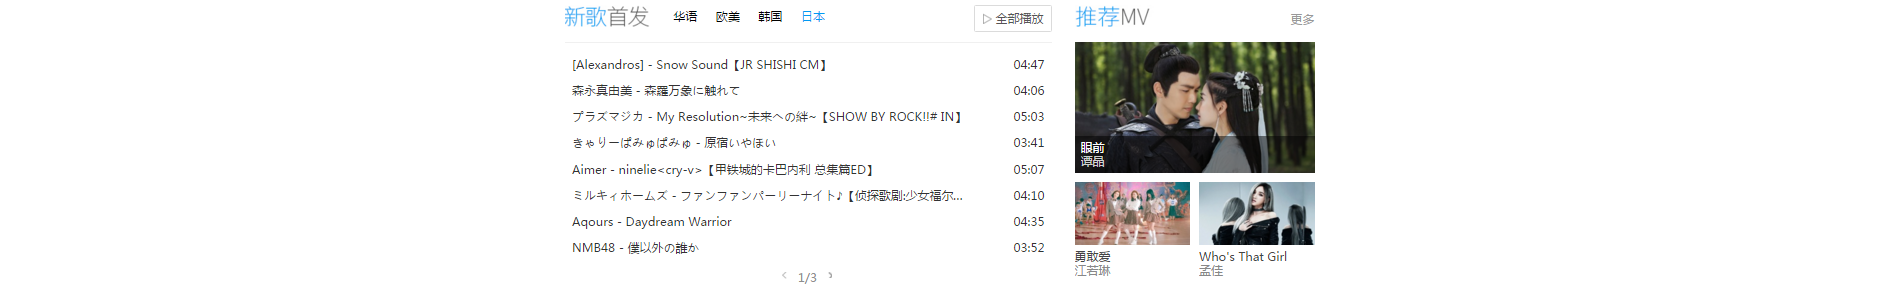 新歌首发 华语 欧美 韩国 日本 全部播放
[Alexandros] - Snow Sound【JR SHISHI CM】 04:47
森永真由美 - 森羅万象に触れて 04:06
プラズマジカ - My Resolution~未来への絆~【SHOW BY ROCK!!# IN】 05:03
きゃりーぱみゅぱみゅ - 原宿いやほい 03:41
Aimer - ninelie<cry-v>【甲铁城的卡巴内利 总集篇ED】 05:07
ミルキィホームズ - ファンファンパーリーナイト♪【侦探歌剧:少女福尔... 04:10
Aqours - Daydream Warrior 04:35
NMB48 - 僕以外の誰か 03:52
1/3
推荐MV 更多
眼前
谭晶
勇敢爱
江若琳
Who's That Girl
孟佳